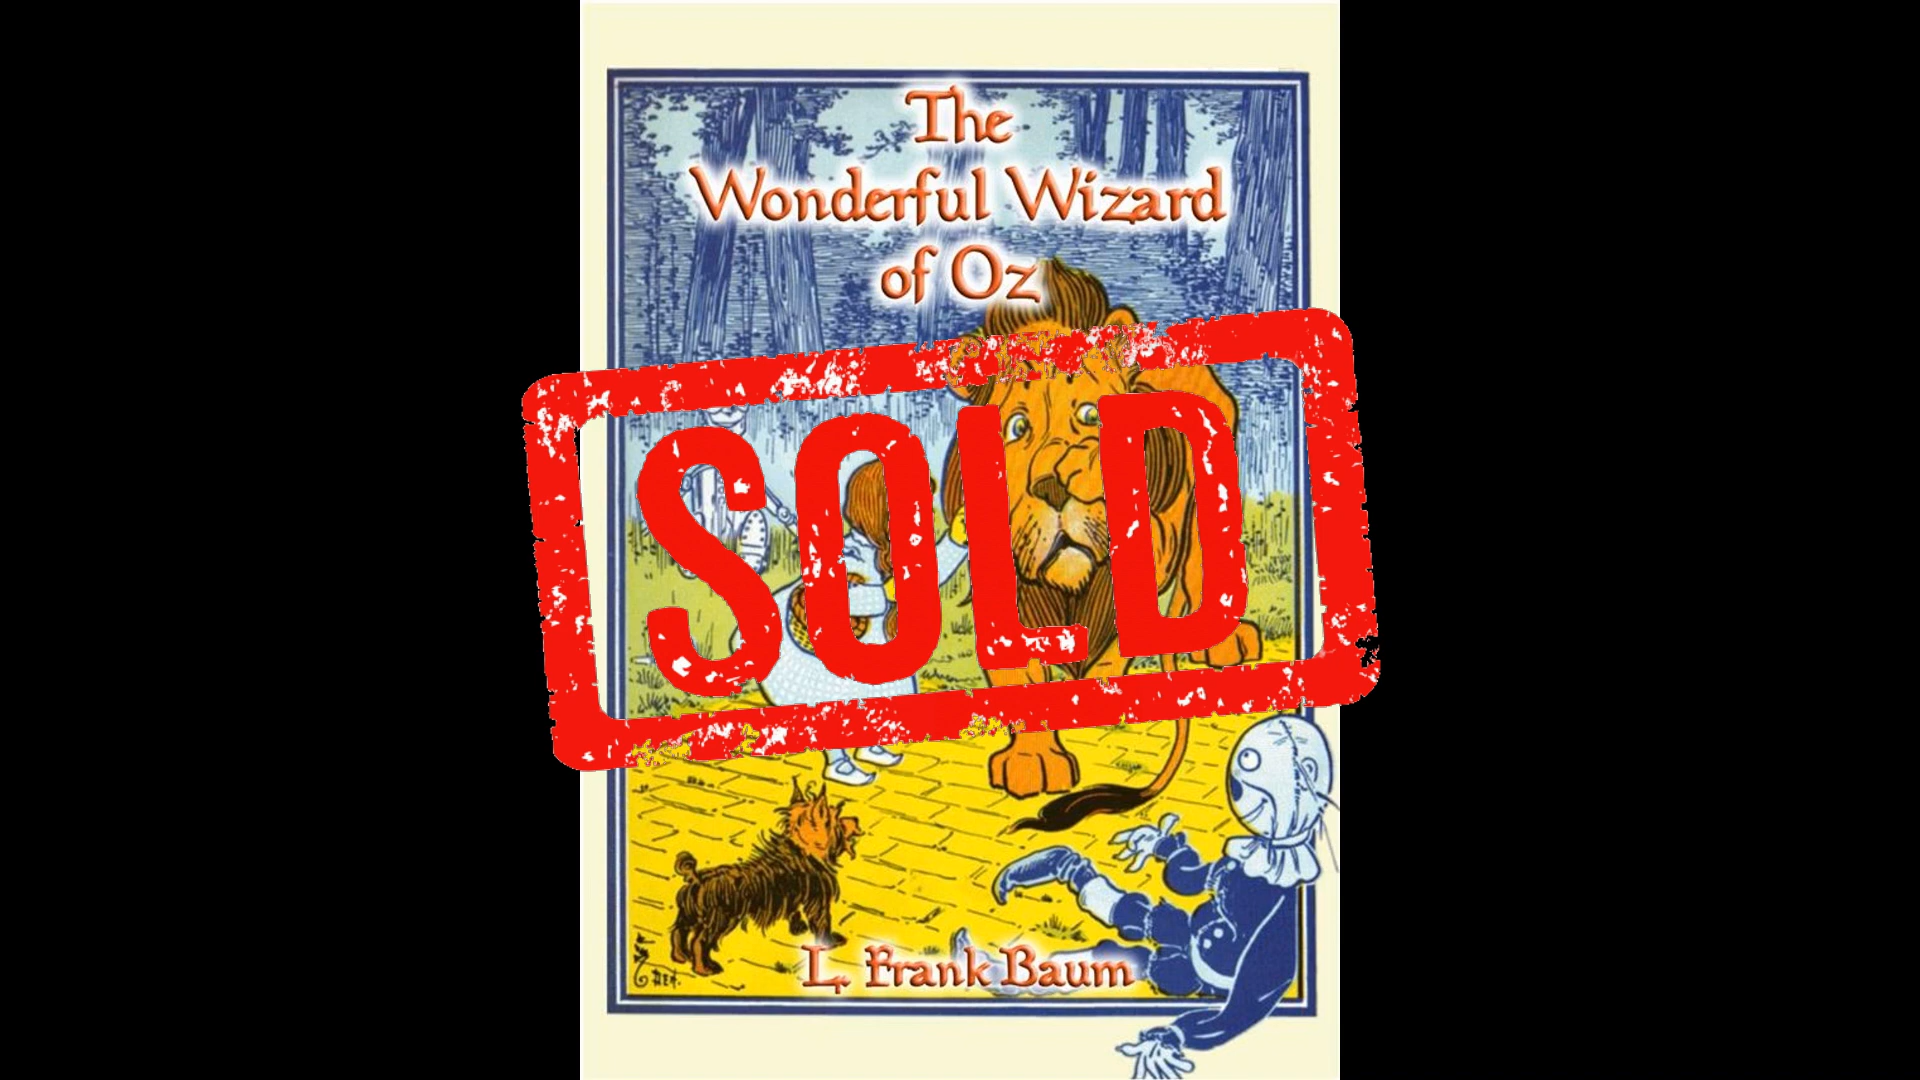 The
Wonderful Wizard
of Oz
SOLD
L. Frank Baum